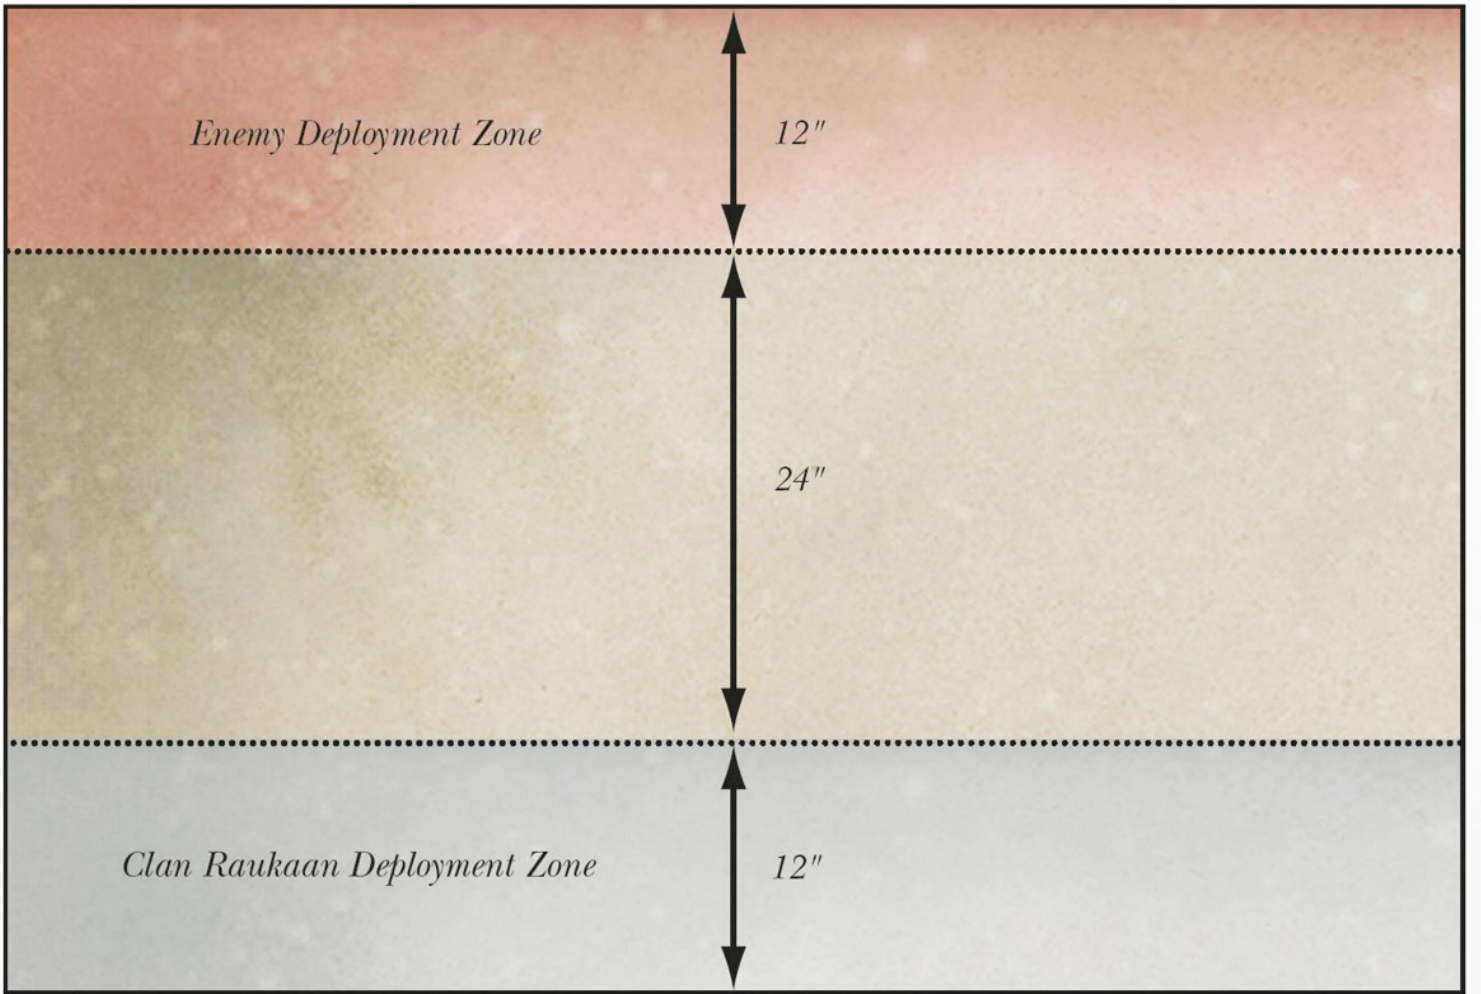 Enemy Deployment Zone
12"
24"
Clan Raukaan Deployment Zone
12"